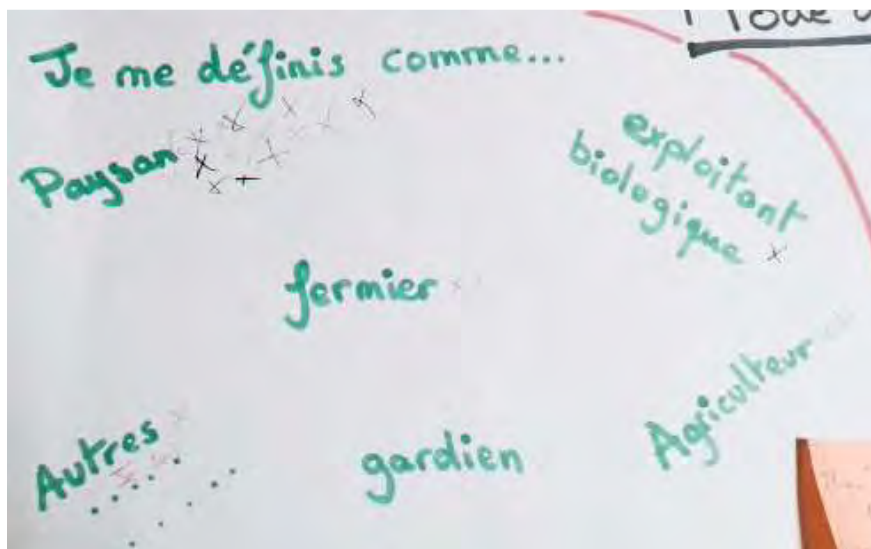 Je me définis comme...
Paysan
exploitant
biologique
fermier
Agriculteur
Autres
gardien